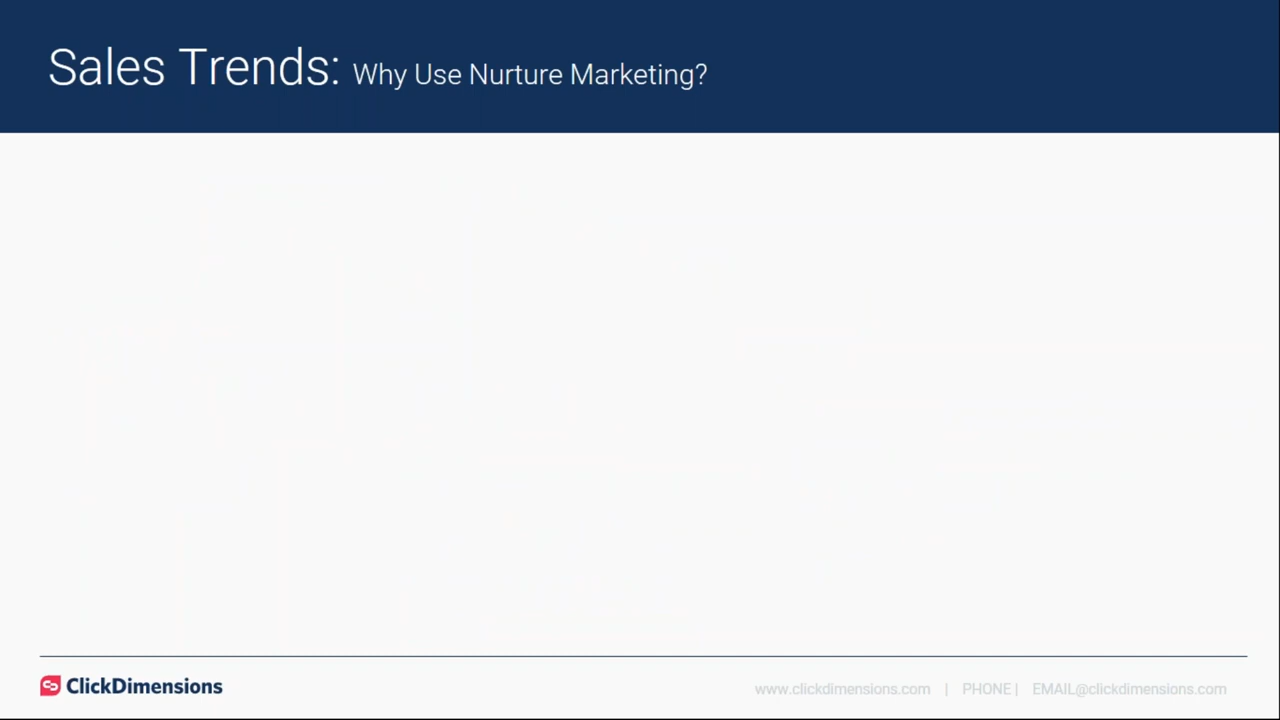 Sales Trends: Why Use Nurture Marketing?
ClickDimensions
www.clickdimensions.com | PHONE | EMAIL@clickdimensions.com